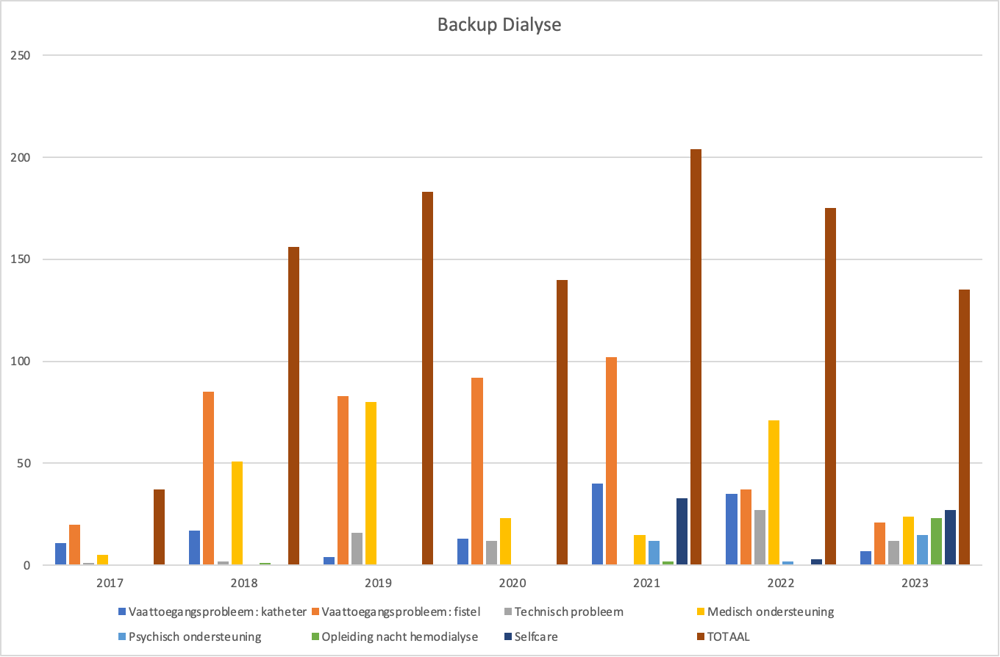 Backup Dialyse
250
200
150
100
50
0
2017 2018 2019 2020 2021 2022 2023
Vaattoegangsprobleem: katheter Vaattoegangsprobleem: fistel Technisch probleem Medisch ondersteuning
Psychisch ondersteuning Opleiding nacht hemodialyse Selfcare TOTAAL